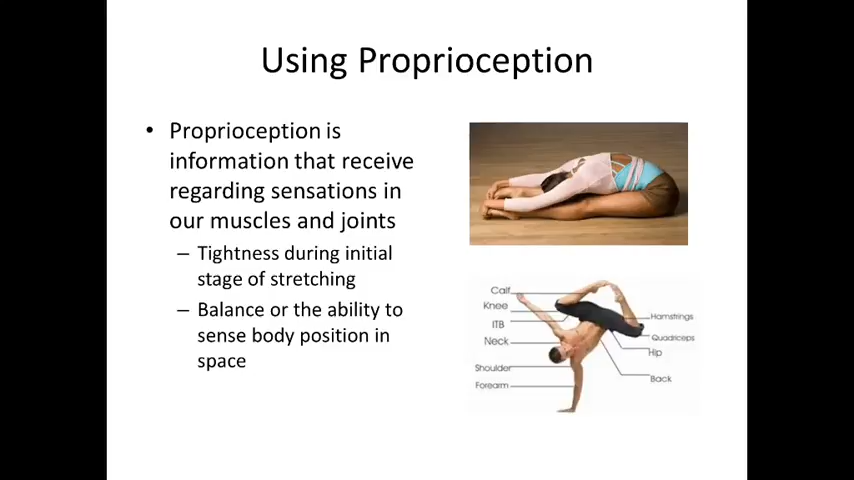 Using Proprioception
• Proprioception is
information that receive
regarding sensations in
our muscles and joints
– Tightness during initial
stage of stretching
– Balance or the ability to
sense body position in
space
Calf
Knee
ITB
Neck
Shoulder
Forearm
Hamstrings
Quadriceps
Hip
Back